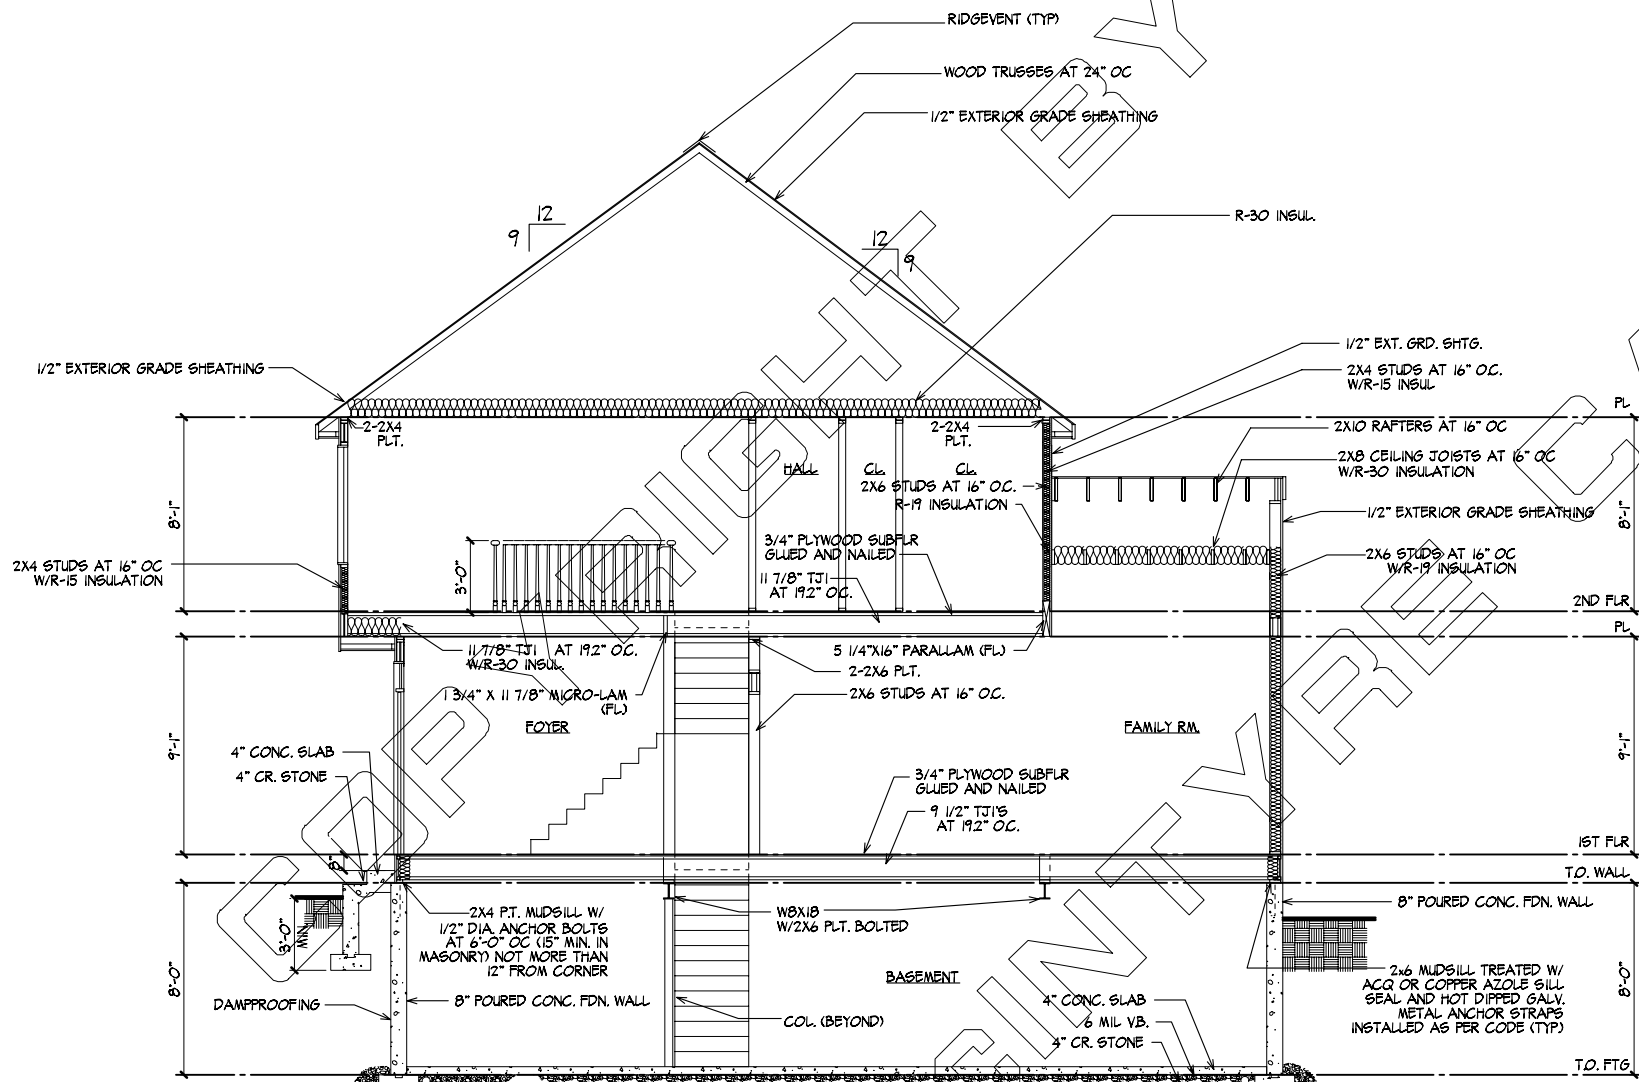 RIDGEVENT (TYP)
WOOD TRUSSES AT 24" OC
1/2" EXTERIOR GRADE SHEATHING
12
9
12
9
R-30 INSUL.
1/2" EXTERIOR GRADE SHEATHING
1/2" EXT. GRD. SHTG.
2X4 STUDS AT 16" O.C.
W/R-15 INSUL
PL
2-2X4
PLT.
2-2X4
PLT.
2X10 RAFTERS AT 16" OC
2X8 CEILING JOISTS AT 16" OC
W/R-30 INSULATION
HALL
CL.
CL.
2X6 STUDS AT 16" O.C.
R-19 INSULATION
8'-1"
8'-1"
1/2" EXTERIOR GRADE SHEATHING
3/4" PLYWOOD SUBFLR
GLUED AND NAILED
2X6 STUDS AT 16" OC
W/R-19 INSULATION
2X4 STUDS AT 16" OC
W/R-15 INSULATION
3'-0"
11 7/8" TJI
AT 19.2" O.C.
2ND FLR
PL
11 7/8" TJI AT 19.2" O.C.
W/R-30 INSUL.
5 1/4"X16" PARALLAM (FL)
2-2X6 PLT.
1 3/4" X 11 7/8" MICRO-LAM
(FL)
2X6 STUDS AT 16" O.C.
FOYER
FAMILY RM.
9'-1"
9'-1"
4" CONC. SLAB
4" CR. STONE
3/4" PLYWOOD SUBFLR
GLUED AND NAILED
9 1/2" TJI'S
AT 19.2" O.C.
1ST FLR
8"
T.O. WALL
2X4 P.T. MUDSILL W/
1/2" DIA. ANCHOR BOLTS
AT 6'-0" OC (15" MIN. IN
MASONRY) NOT MORE THAN
12" FROM CORNER
W8X18
W/2X6 PLT. BOLTED
8" POURED CONC. FDN. WALL
3'-0"
MIN
8'-0"
8'-0"
BASEMENT
2x6 MUDSILL TREATED W/
ACQ OR COPPER AZOLE SILL
SEAL AND HOT DIPPED GALV.
METAL ANCHOR STRAPS
INSTALLED AS PER CODE (TYP)
DAMPPROOFING
8" POURED CONC. FDN. WALL
COL. (BEYOND)
4" CONC. SLAB
6 MIL V.B.
4" CR. STONE
T.O. FTG
COPYRIGHT BY